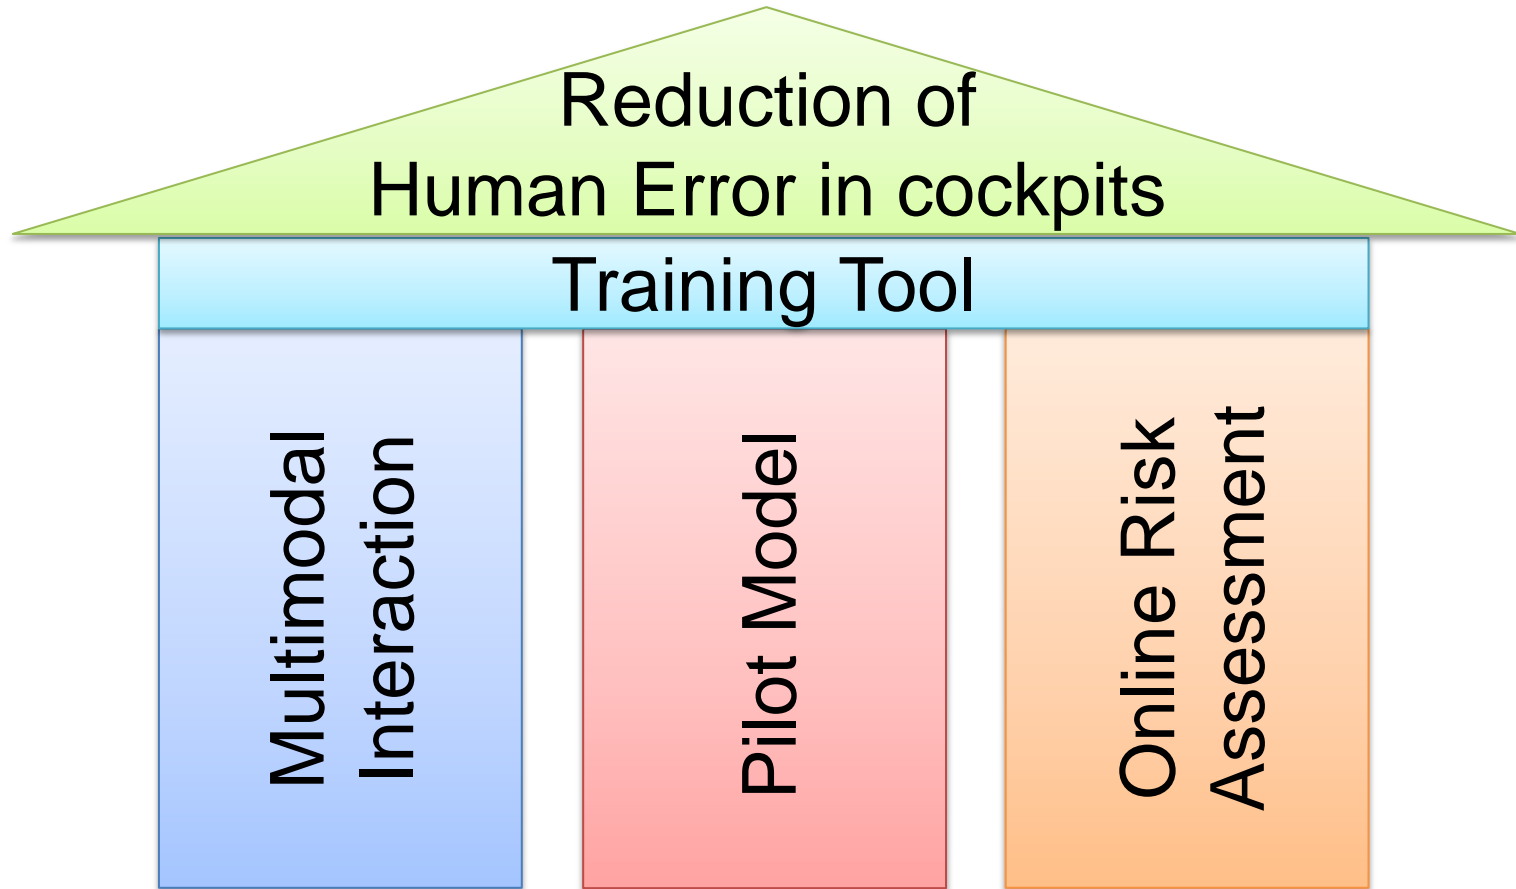 Reduction of
Human Error in cockpits
Training Tool
Multimodal
Interaction
Pilot Model
Online Risk
Assessment